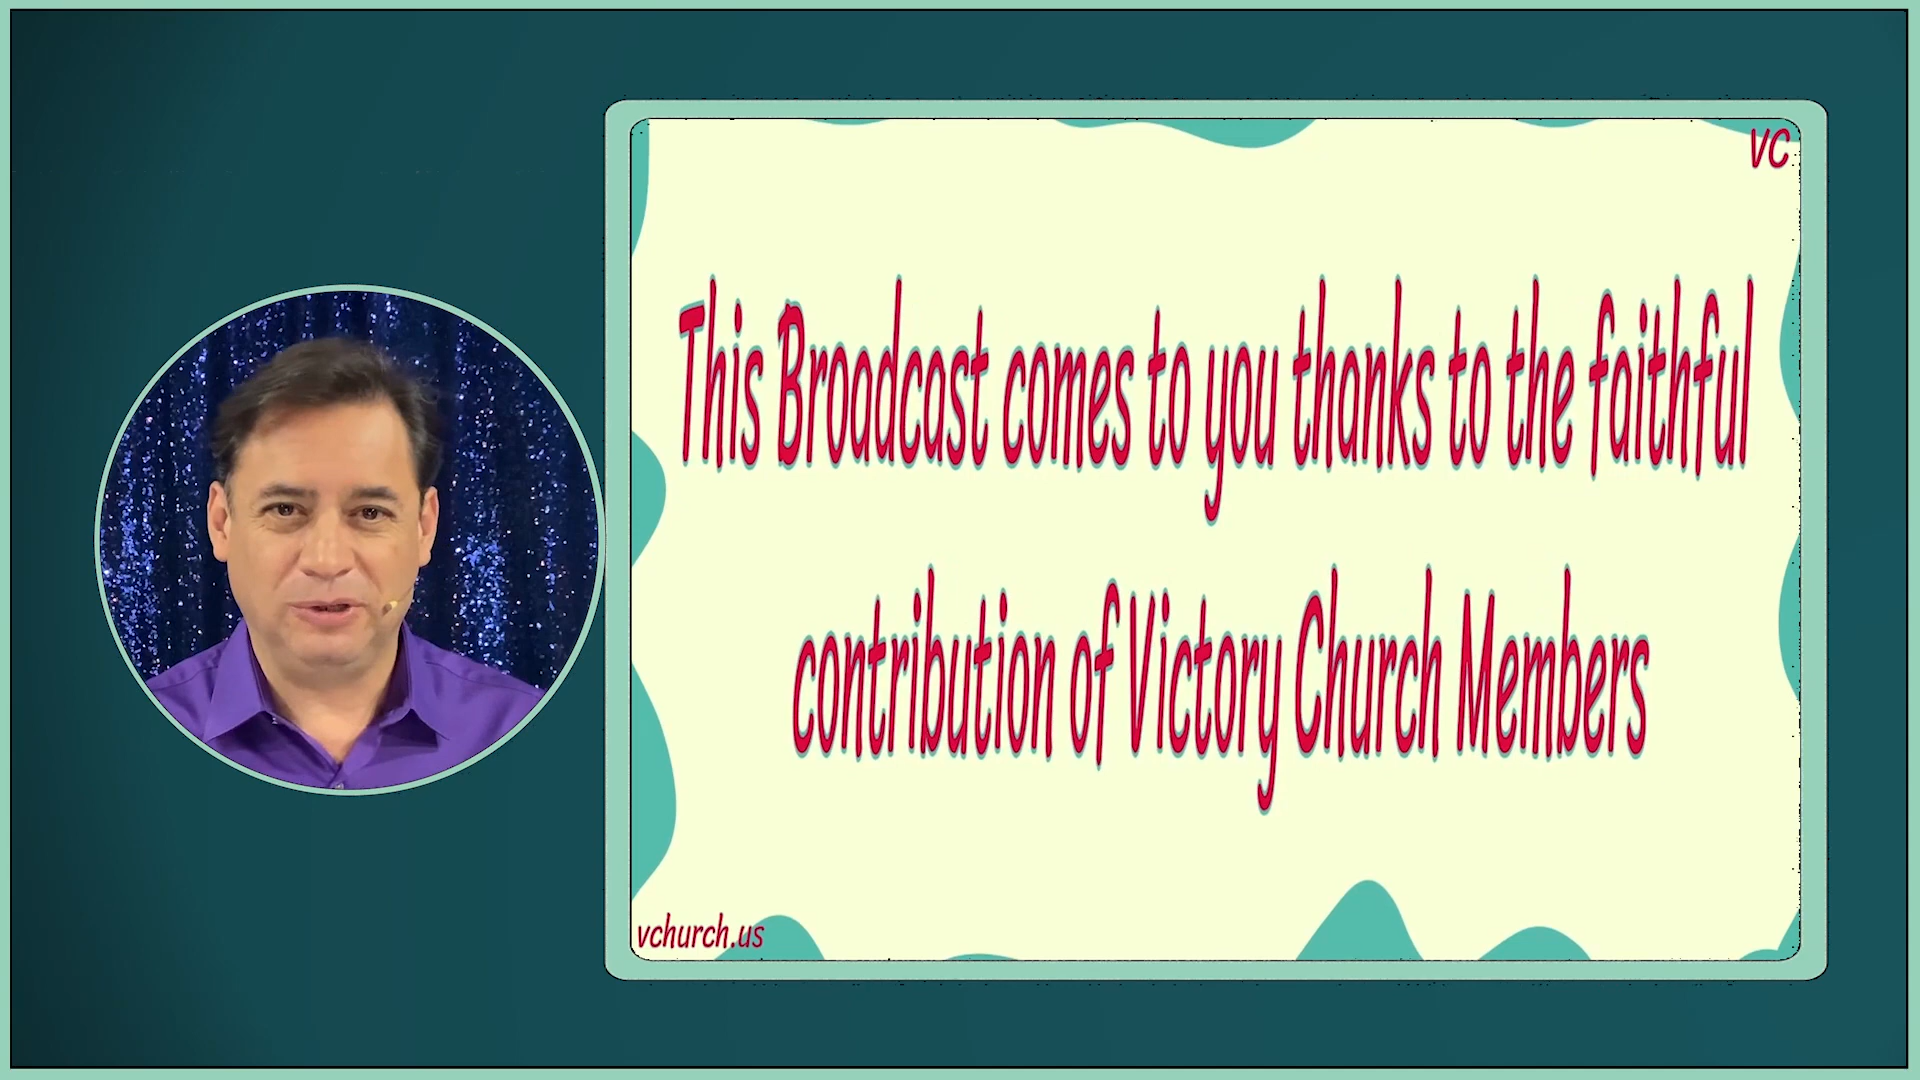 VC
This Broadcast comes to you thanks to the faithful
contribution of Victory Church Members
vchurch.us